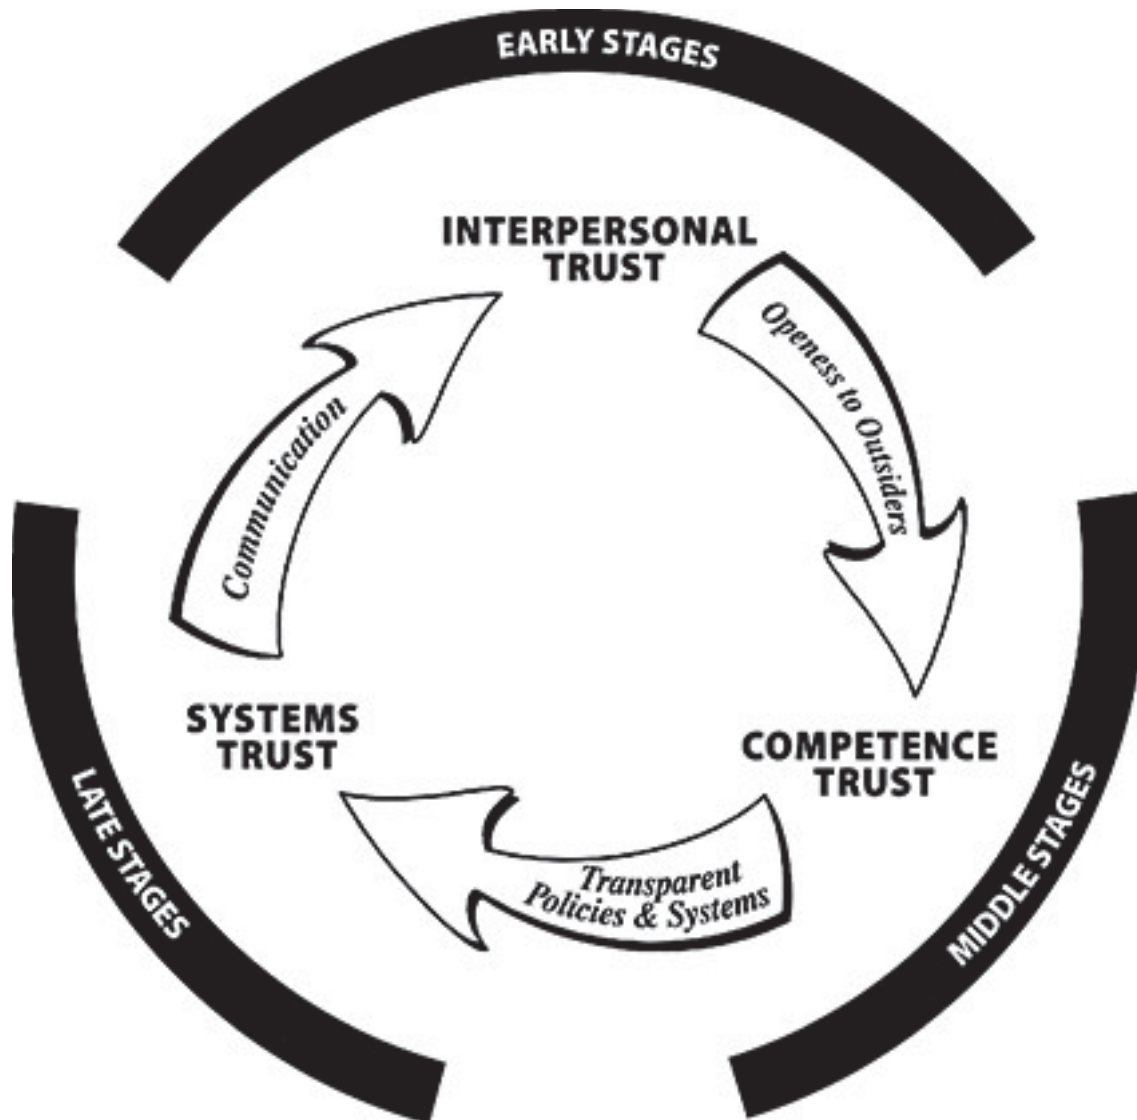 EARLY STAGES
INTERPERSONAL
TRUST
Openess to Outsiders
Communication
SYSTEMS
TRUST
COMPETENCE
TRUST
Transparent
Policies & Systems
LATE STAGES
MIDDLE STAGES